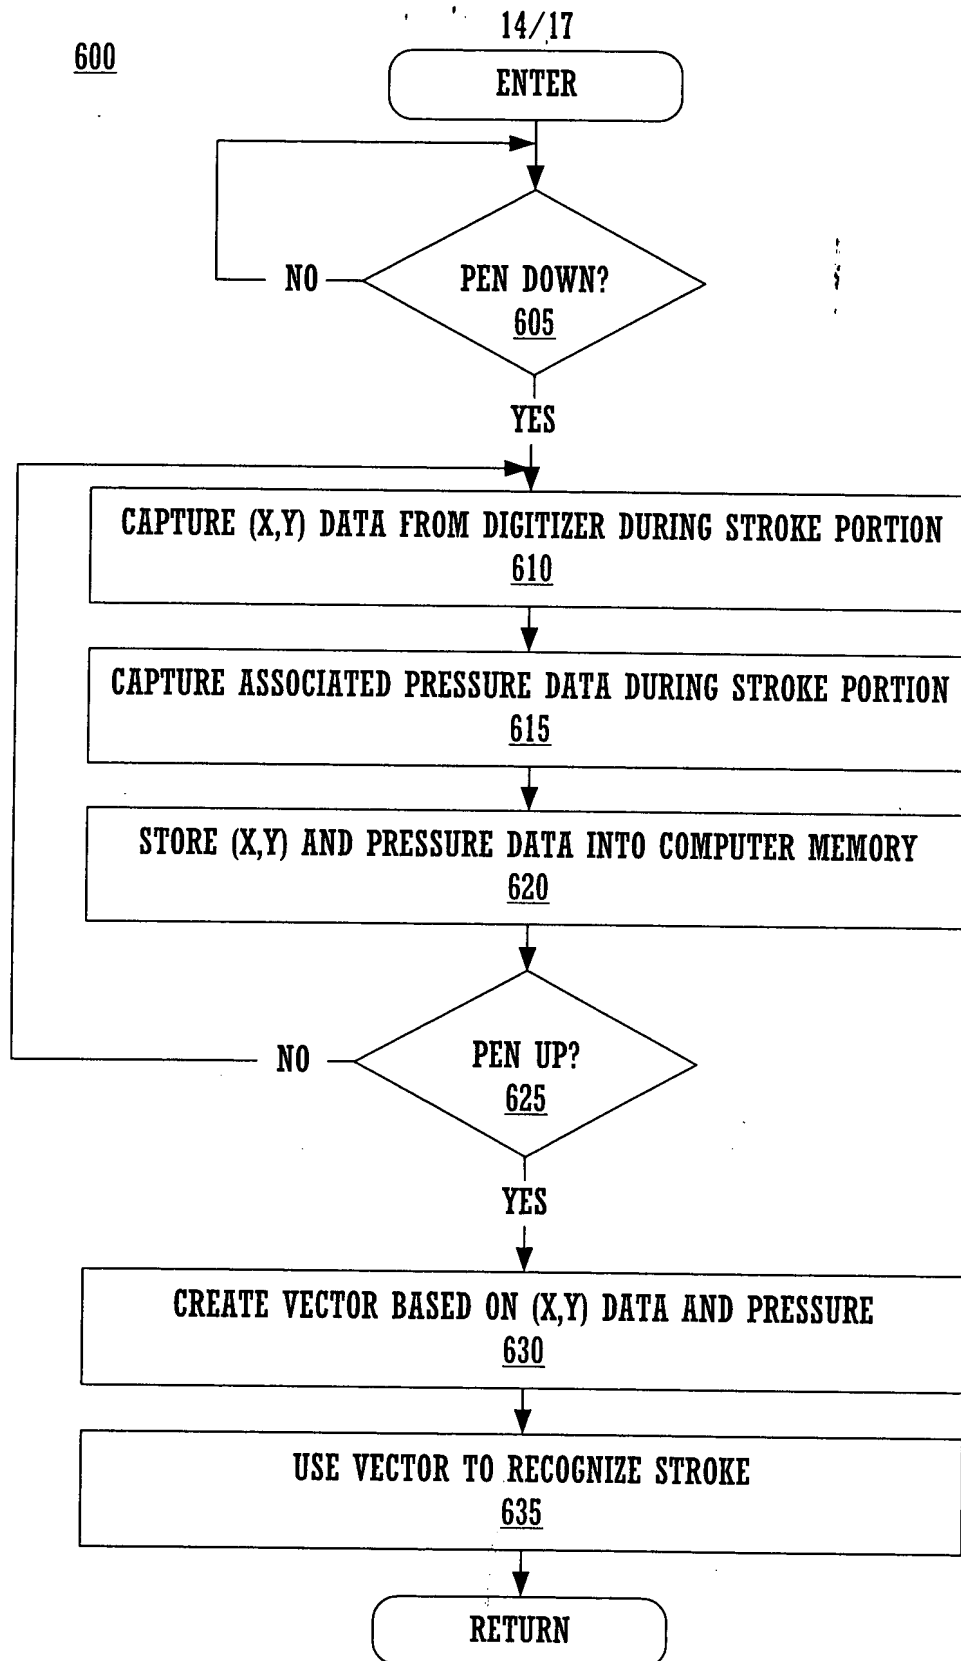 14/17
600
ENTER
PEN DOWN?
605
NO
YES
CAPTURE (X,Y) DATA FROM DIGITIZER DURING STROKE PORTION
610
CAPTURE ASSOCIATED PRESSURE DATA DURING STROKE PORTION
615
STORE (X,Y) AND PRESSURE DATA INTO COMPUTER MEMORY
620
PEN UP?
625
NO
YES
CREATE VECTOR BASED ON (X,Y) DATA AND PRESSURE
630
USE VECTOR TO RECOGNIZE STROKE
635
RETURN